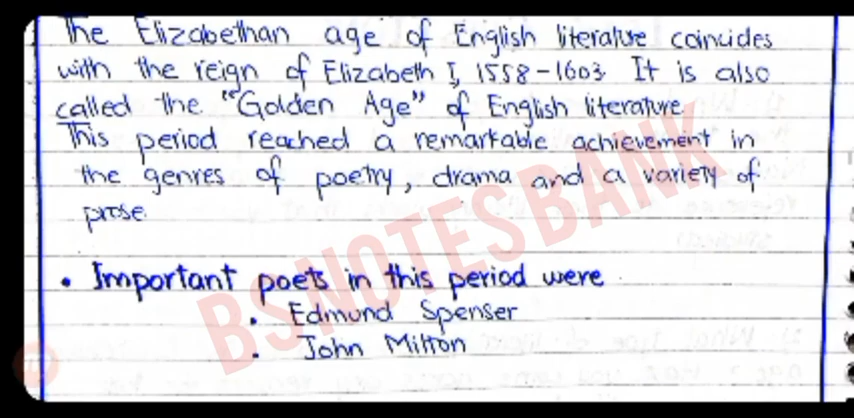 The Elizabethan age of English literature coincides
with the reign of Elizabeth I, 1558-1603. It is also
called the "Golden Age" of English literature.
This period reached a remarkable achievement in
the genres of poetry, drama and a variety of
prose.
• Important poets in this period were
• Edmund Spenser
• John Milton
BSNOTESBANK